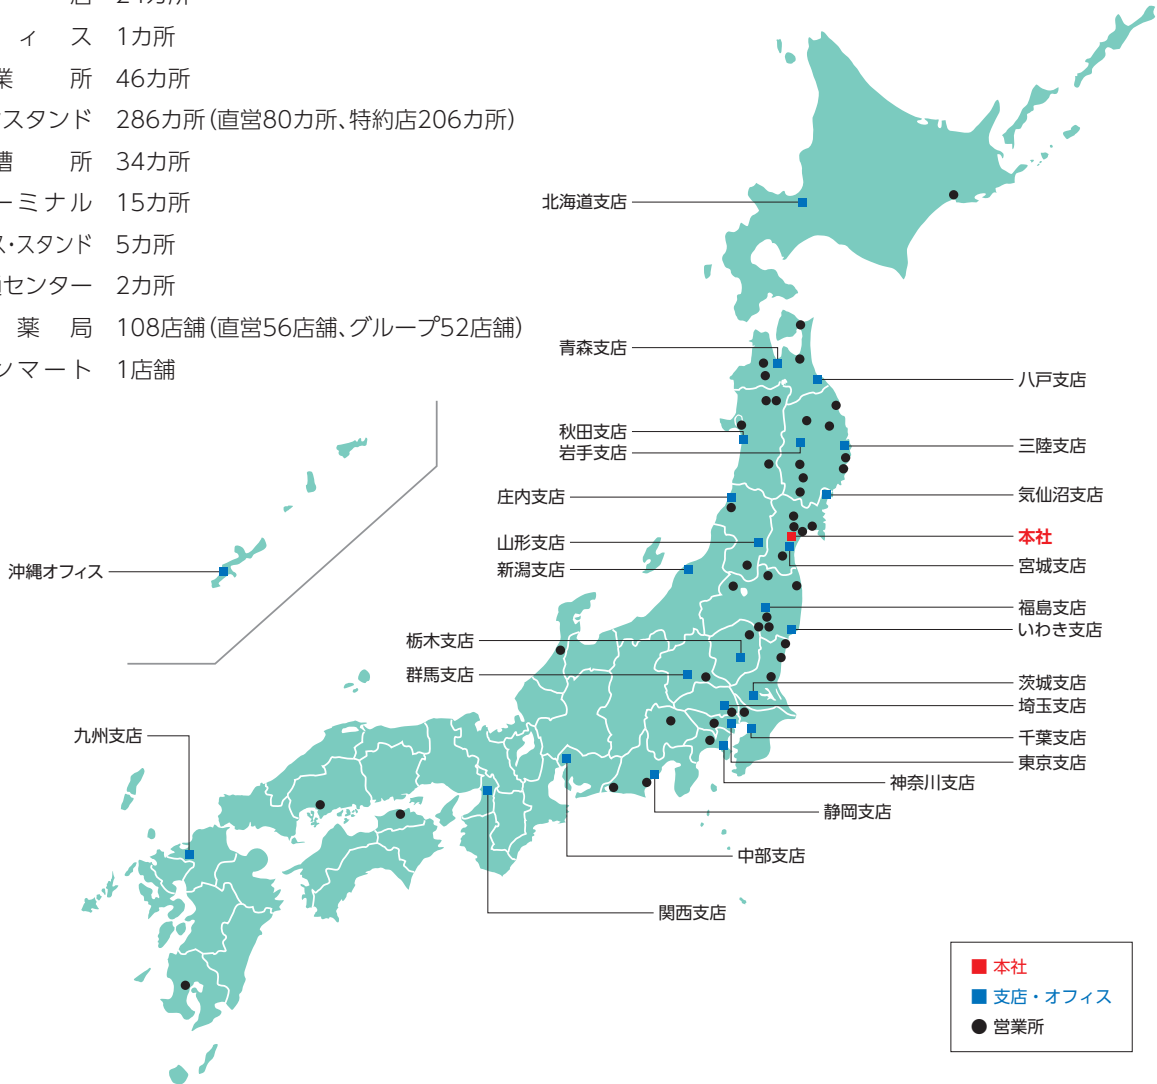 店 24カ所
ィス 1カ所
業所 46カ所
スタンド 286カ所(直営80カ所、特約店206カ所)
漕所 34カ所
ーミナル 15カ所
ス・スタンド 5カ所
センター 2カ所
薬局 108店舗(直営56店舗、グループ52店舗)
ンマート 1店舗
北海道支店
青森支店
八戸支店
秋田支店
岩手支店
三陸支店
庄内支店
気仙沼支店
本社
山形支店
新潟支店
宮城支店
沖縄オフィス
福島支店
いわき支店
栃木支店
群馬支店
茨城支店
埼玉支店
九州支店
千葉支店
東京支店
神奈川支店
静岡支店
中部支店
関西支店
本社
支店・オフィス
営業所